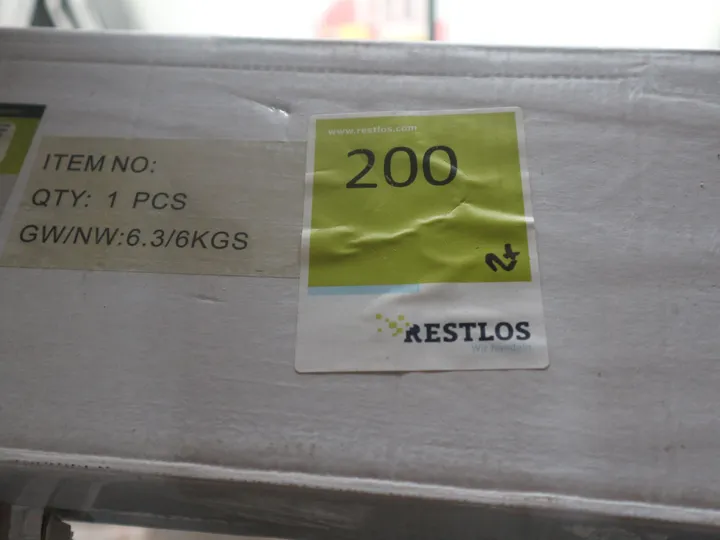 ITEM NO:
QTY: 1 PCS
GW/NW:6.3/6KGS
www.restlos.com
200
RESTLOS